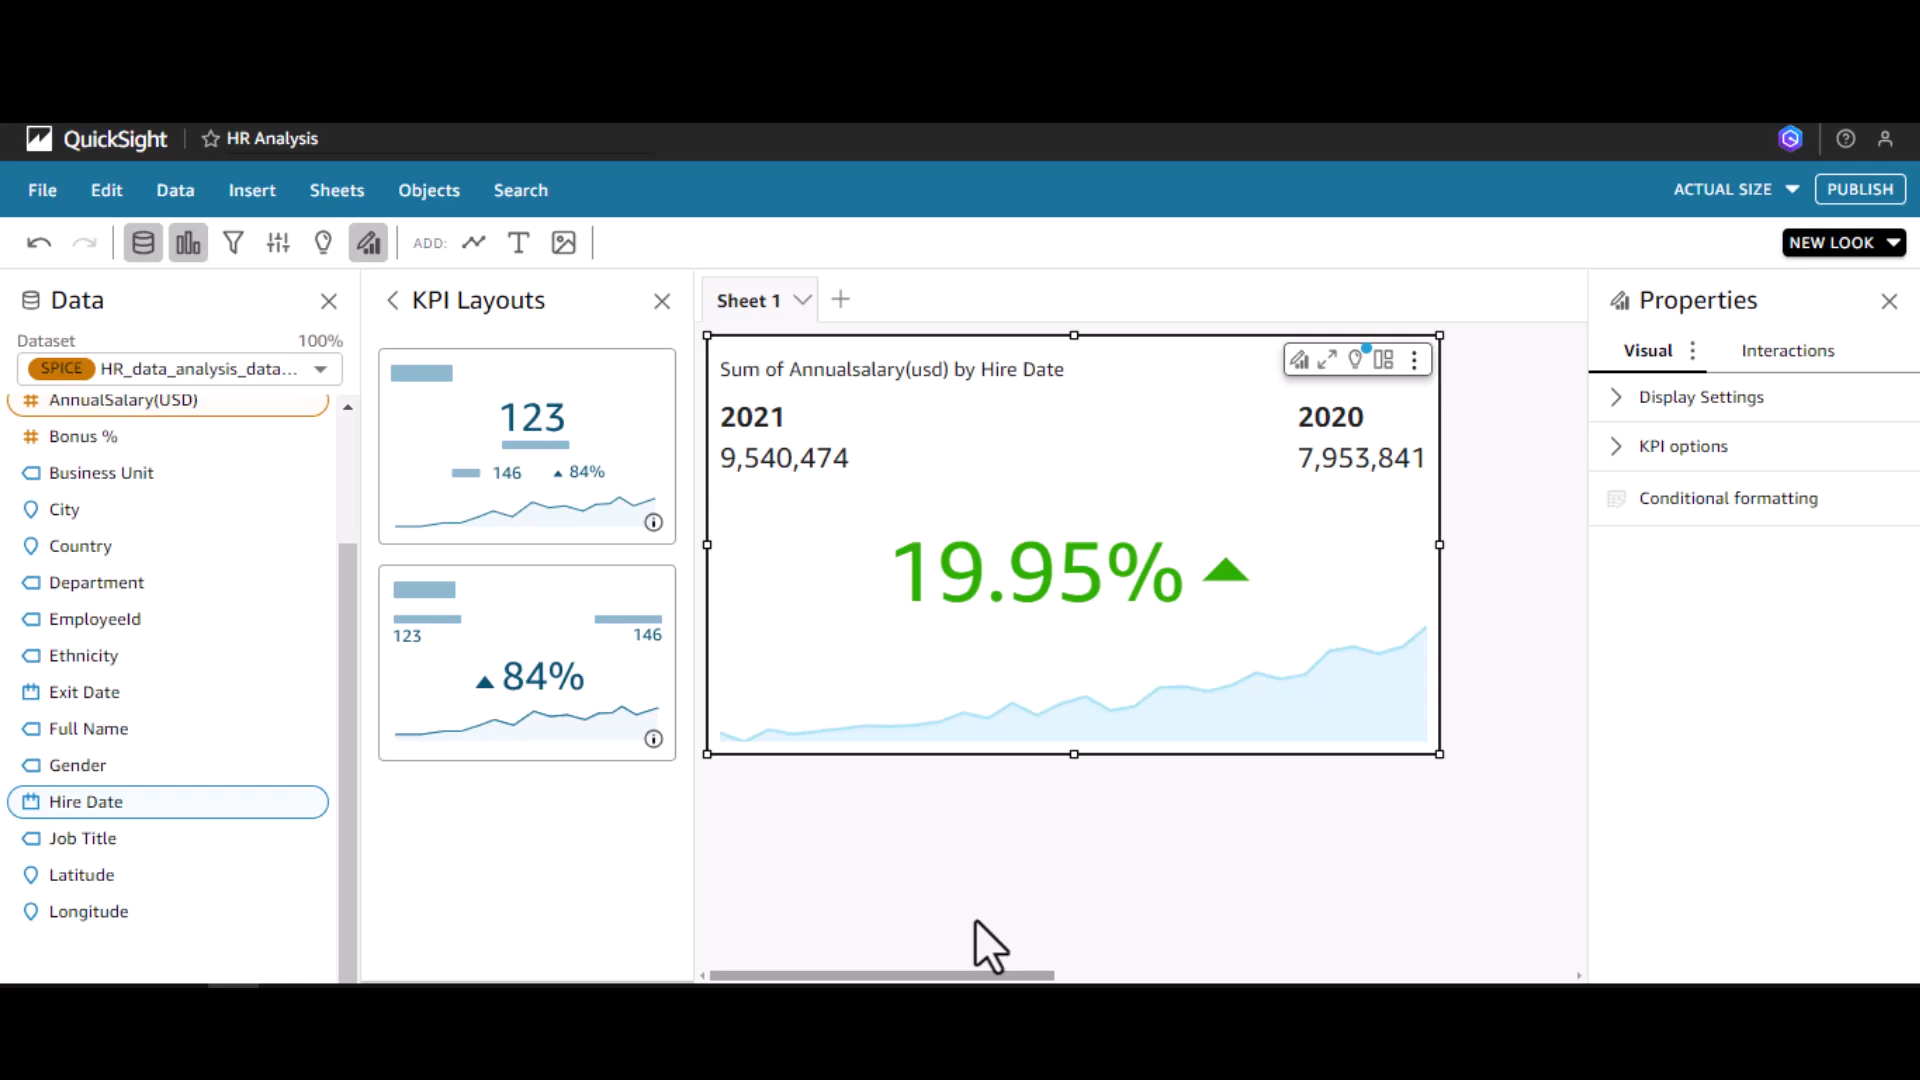 QuickSight HR Analysis
File Edit Data Insert Sheets Objects Search ACTUAL SIZE PUBLISH
ADD: NEW LOOK
Data
Dataset 100%
SPICE HR_data_analysis_data...
AnnualSalary(USD)
Bonus %
Business Unit
City
Country
Department
EmployeeId
Ethnicity
Exit Date
Full Name
Gender
Hire Date
Job Title
Latitude
Longitude
KPI Layouts
123
146 84%
123 146
84%
Sheet 1
Sum of Annualsalary(usd) by Hire Date
2021 2020
9,540,474 7,953,841
19.95%
Properties
Visual Interactions
Display Settings
KPI options
Conditional formatting